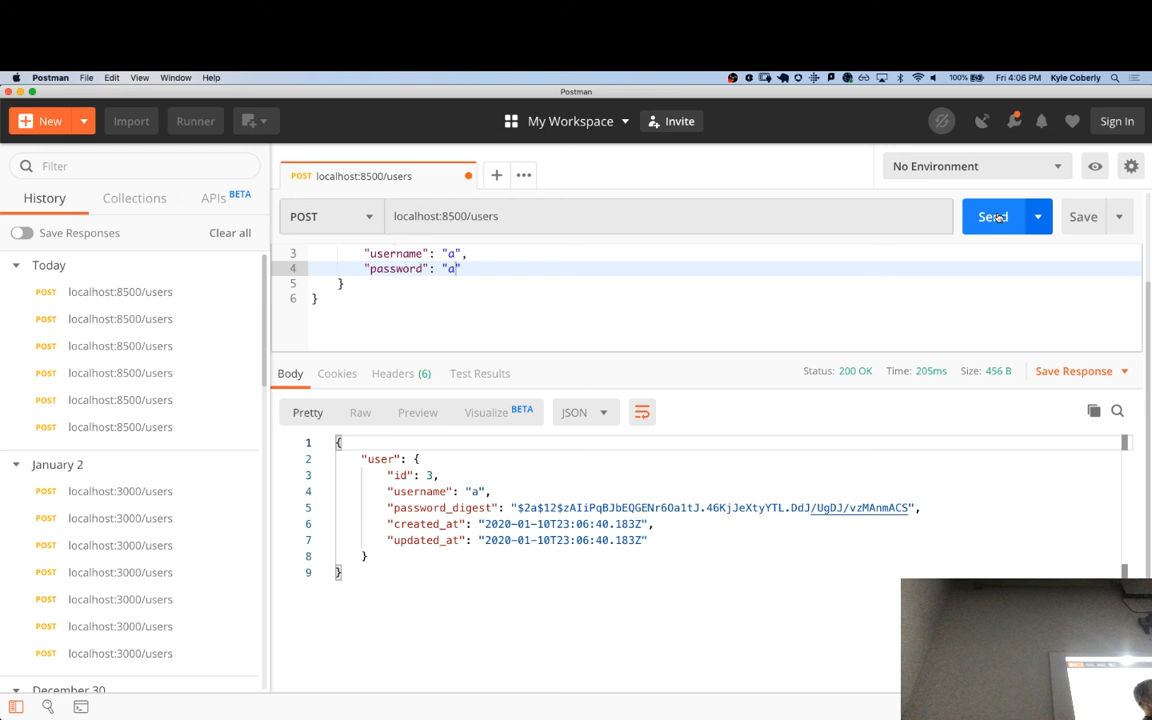 Postman File Edit View Window Help 100% Fri 4:06 PM Kyle Coberly
Postman
New Import Runner My Workspace Invite Sign In
Filter
localhost:8500/users
No Environment
History Collections APIs BETA
POST localhost:8500/users Send Save
Save Responses Clear all
3 "username": "a",
4 "password": "a"
5 }
6 }
Today
POST localhost:8500/users
POST localhost:8500/users
POST localhost:8500/users
POST localhost:8500/users
POST localhost:8500/users
POST localhost:8500/users
January 2
POST localhost:3000/users
POST localhost:3000/users
POST localhost:3000/users
POST localhost:3000/users
POST localhost:3000/users
POST localhost:3000/users
POST localhost:3000/users
December 30
Body Cookies Headers (6) Test Results Status: 200 OK Time: 205ms Size: 456 B Save Response
Pretty Raw Preview Visualize BETA JSON
1 {
2 "user": {
3 "id": 3,
4 "username": "a",
5 "password_digest": "$2a$12$zAIiPqBJbEQGENr6Oa1tJ.46KjJeXtyYTL.DdJ/UgDJ/vzMAnmACS",
6 "created_at": "2020-01-10T23:06:40.183Z",
7 "updated_at": "2020-01-10T23:06:40.183Z"
8 }
9 }